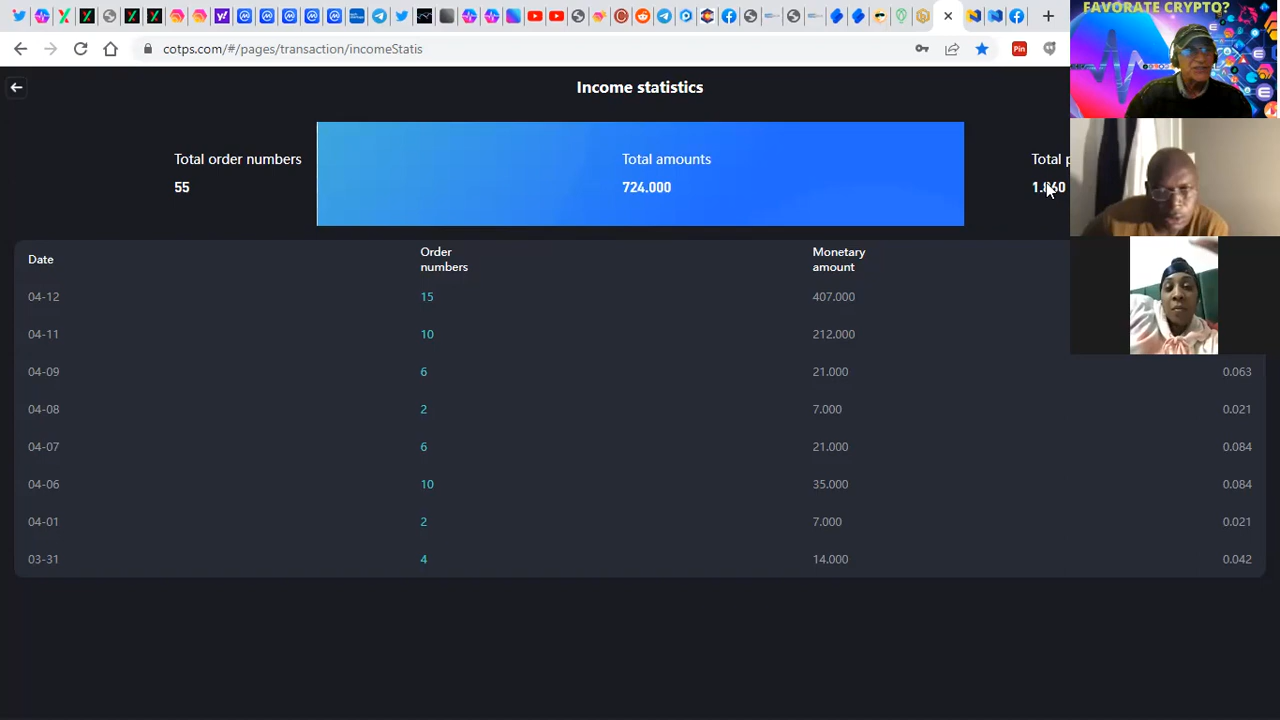 FAVORATE CRYPTO?
cotps.com/#/pages/transaction/incomeStatis
Pin
Income statistics
Total order numbers
55
Total amounts
724.000
Total
Date
Order
numbers
Monetary
amount
04-12
15
407.000
04-11
10
212.000
04-09
6
21.000
0.063
04-08
2
7.000
0.021
04-07
6
21.000
0.084
04-06
10
35.000
0.084
04-01
2
7.000
0.021
03-31
4
14.000
0.042